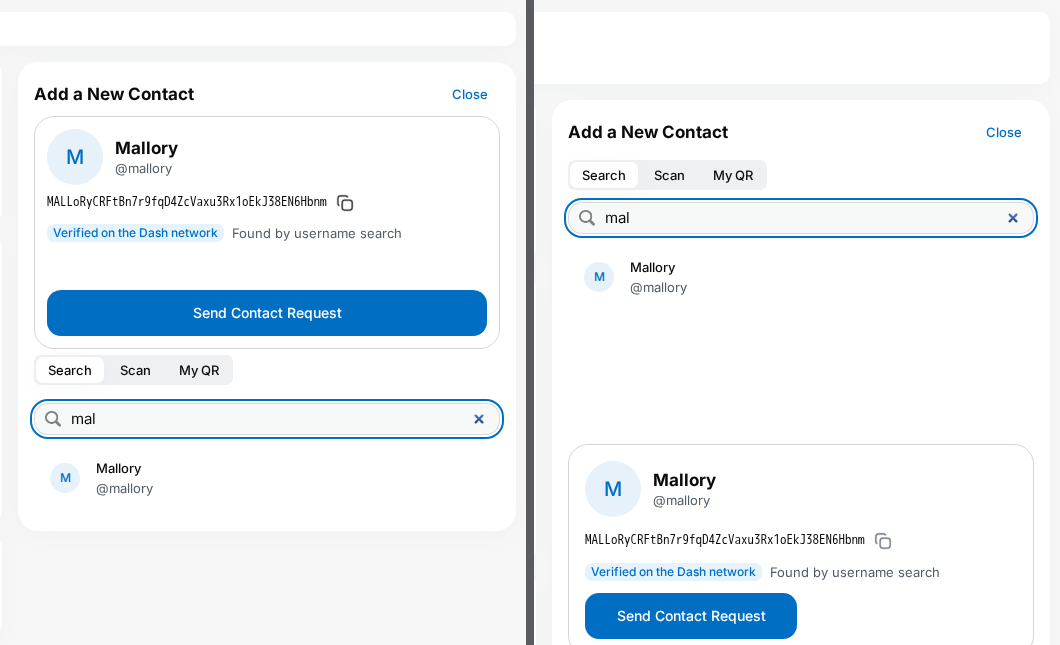 Add a New Contact
Close
M
Mallory
@mallory
MALLoRyCRFtBn7r9fqD4ZcVaxu3Rx1oEkJ38EN6Hbnm
Verified on the Dash network Found by username search
Send Contact Request
Search Scan My QR
mal
M
Mallory
@mallory
Add a New Contact
Close
Search Scan My QR
mal
M
Mallory
@mallory
M
Mallory
@mallory
MALLoRyCRFtBn7r9fqD4ZcVaxu3Rx1oEkJ38EN6Hbnm
Verified on the Dash network Found by username search
Send Contact Request